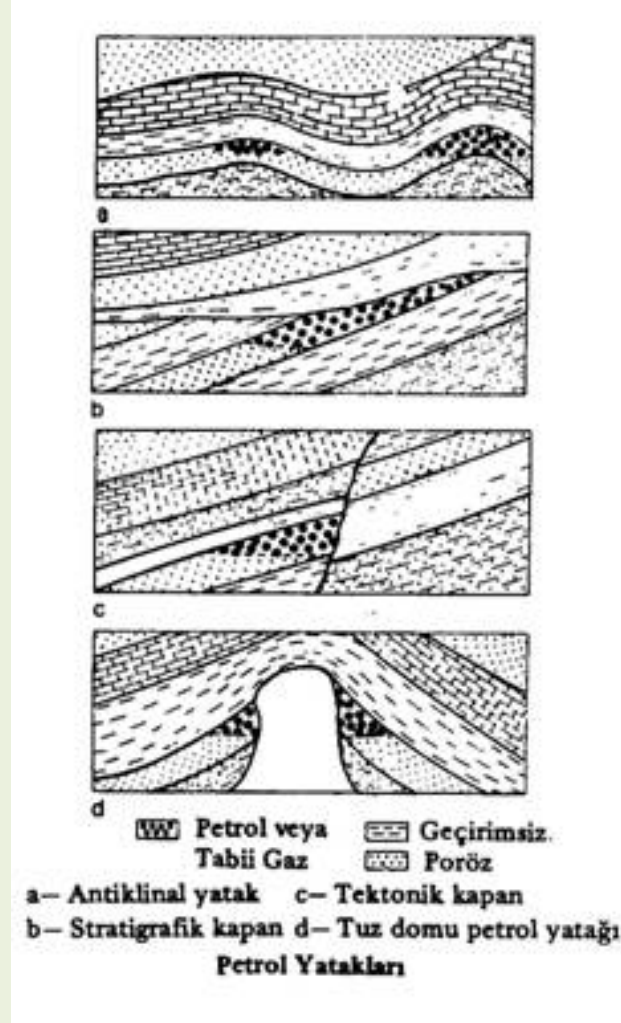 a
b
c
d
Petrol veya Geçirimsiz.
Tabii Gaz Poröz
a— Antiklinal yatak c— Tektonik kapan
b— Stratigrafik kapan d— Tuz domu petrol yatağı
Petrol Yatakları